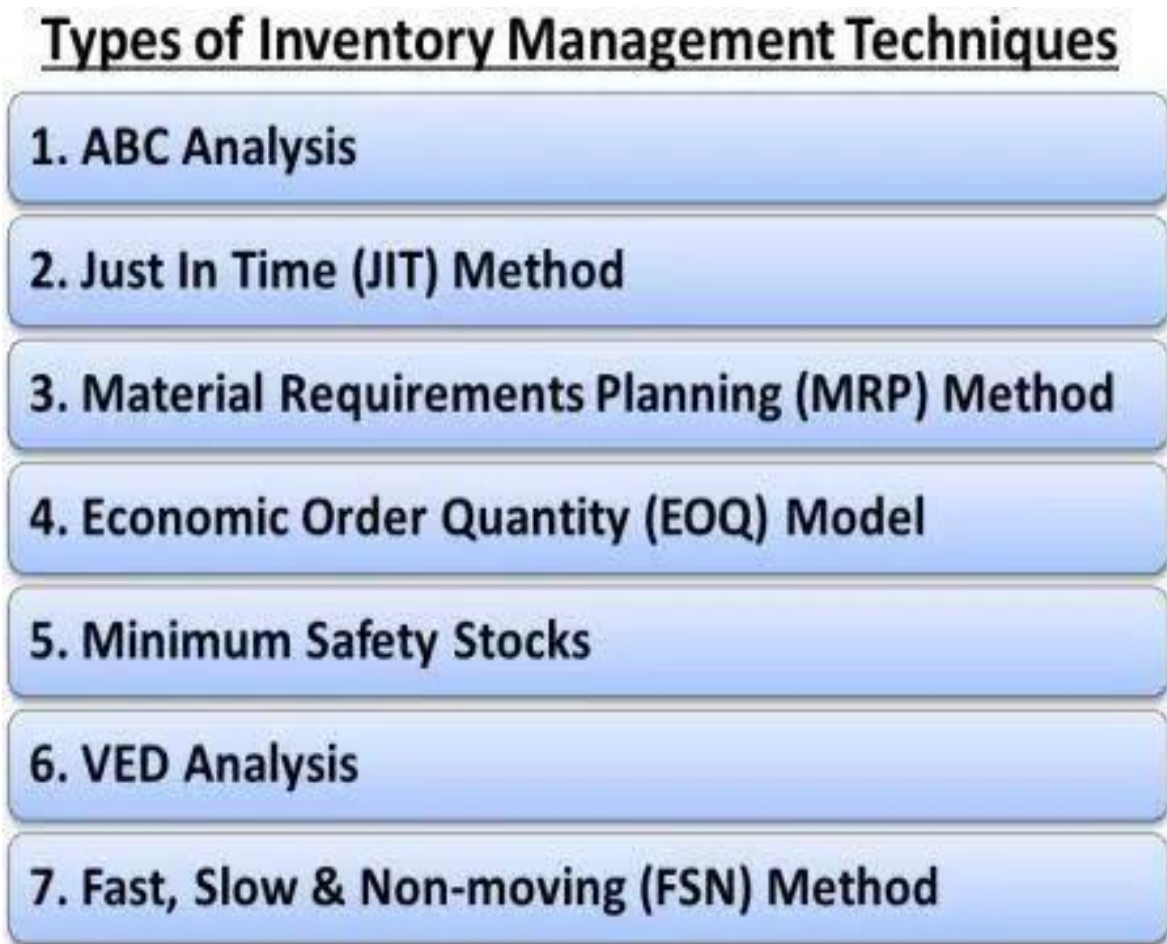 Types of Inventory Management Techniques
1. ABC Analysis
2. Just In Time (JIT) Method
3. Material Requirements Planning (MRP) Method
4. Economic Order Quantity (EOQ) Model
5. Minimum Safety Stocks
6. VED Analysis
7. Fast, Slow & Non-moving (FSN) Method